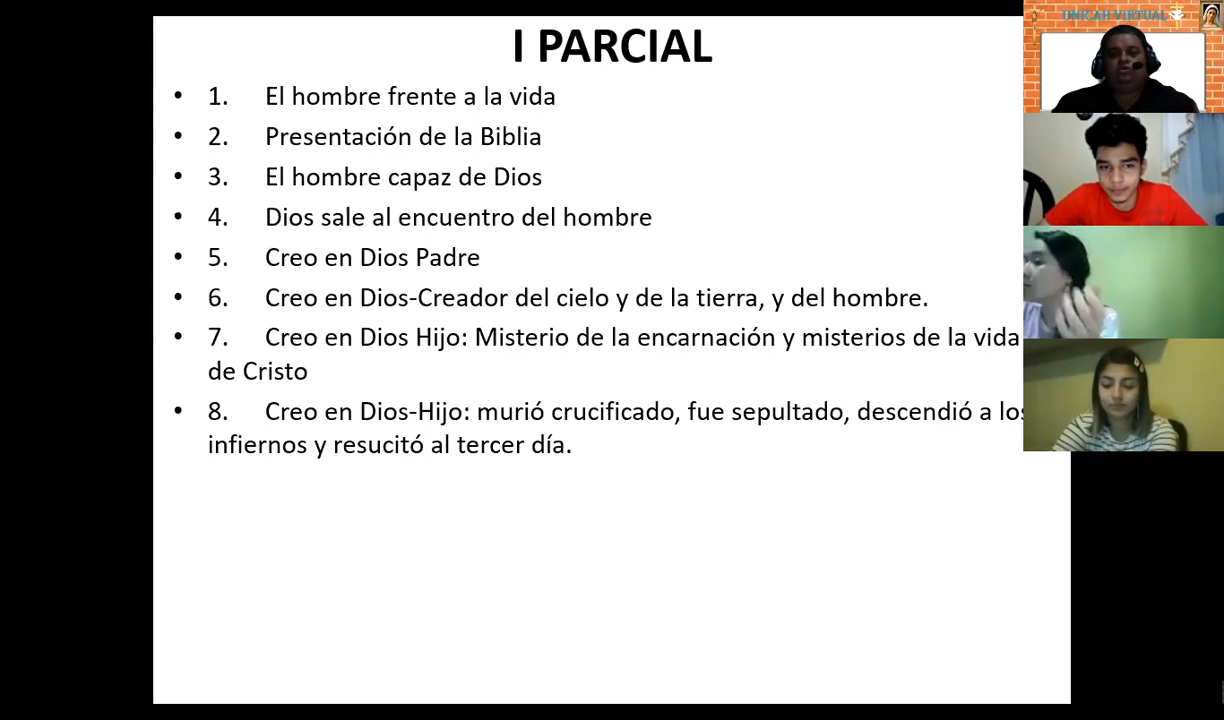 I PARCIAL
UNICAH VIRTUAL
• 1. El hombre frente a la vida
• 2. Presentación de la Biblia
• 3. El hombre capaz de Dios
• 4. Dios sale al encuentro del hombre
• 5. Creo en Dios Padre
• 6. Creo en Dios-Creador del cielo y de la tierra, y del hombre.
• 7. Creo en Dios Hijo: Misterio de la encarnación y misterios de la vida
de Cristo
• 8. Creo en Dios-Hijo: murió crucificado, fue sepultado, descendió a los
infiernos y resucitó al tercer día.